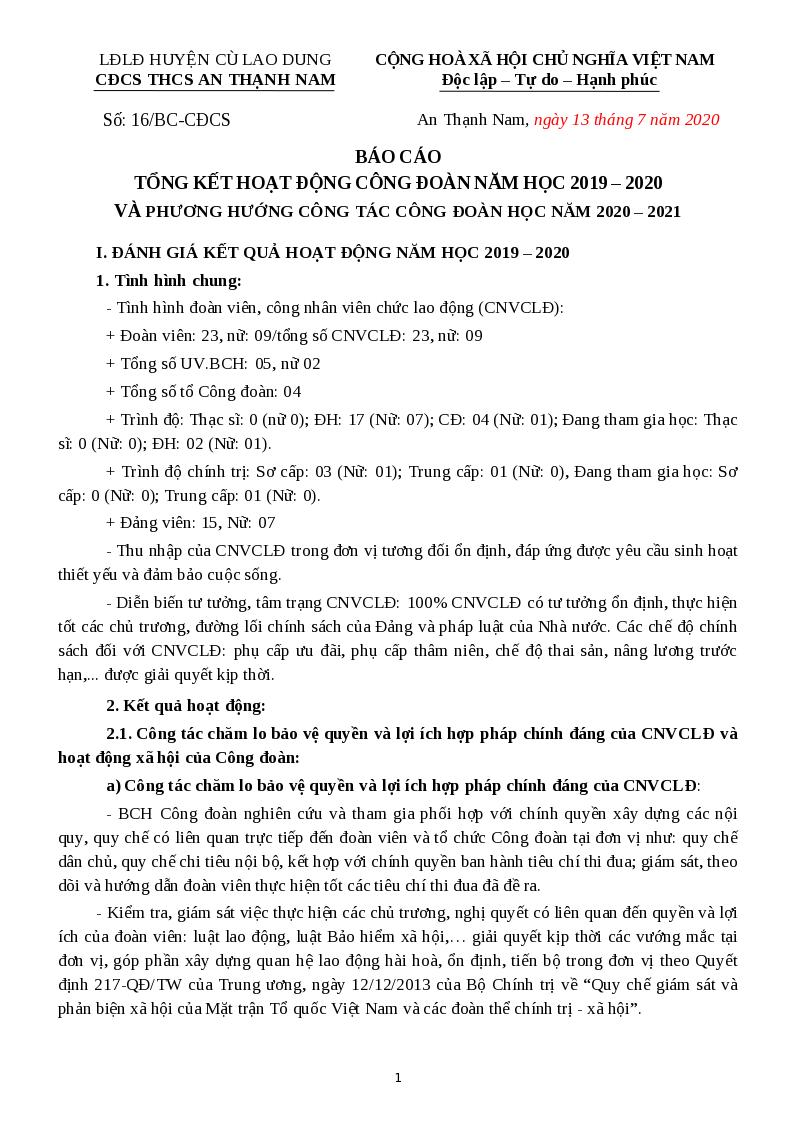 LĐLĐ HUYỆN CÙ LAO DUNG
CĐCS THCS AN THẠNH NAM
CỘNG HOÀ XÃ HỘI CHỦ NGHĨA VIỆT NAM
Độc lập – Tự do – Hạnh phúc
Số: 16/BC-CĐCS
An Thạnh Nam, ngày 13 tháng 7 năm 2020
BÁO CÁO
TỔNG KẾT HOẠT ĐỘNG CÔNG ĐOÀN NĂM HỌC 2019 – 2020
VÀ PHƯƠNG HƯỚNG CÔNG TÁC CÔNG ĐOÀN HỌC NĂM 2020 – 2021
I. ĐÁNH GIÁ KẾT QUẢ HOẠT ĐỘNG NĂM HỌC 2019 – 2020
1. Tình hình chung:
- Tình hình đoàn viên, công nhân viên chức lao động (CNVCLĐ):
+ Đoàn viên: 23, nữ: 09/tổng số CNVCLĐ: 23, nữ: 09
+ Tổng số UV.BCH: 05, nữ 02
+ Tổng số tổ Công đoàn: 04
+ Trình độ: Thạc sĩ: 0 (nữ 0); ĐH: 17 (Nữ: 07); CĐ: 04 (Nữ: 01); Đang tham gia học: Thạc
sĩ: 0 (Nữ: 0); ĐH: 02 (Nữ: 01).
+ Trình độ chính trị: Sơ cấp: 03 (Nữ: 01); Trung cấp: 01 (Nữ: 0), Đang tham gia học: Sơ
cấp: 0 (Nữ: 0); Trung cấp: 01 (Nữ: 0).
+ Đảng viên: 15, Nữ: 07
- Thu nhập của CNVCLĐ trong đơn vị tương đối ổn định, đáp ứng được yêu cầu sinh hoạt
thiết yếu và đảm bảo cuộc sống.
- Diễn biến tư tưởng, tâm trạng CNVCLĐ: 100% CNVCLĐ có tư tưởng ổn định, thực hiện
tốt các chủ trương, đường lối chính sách của Đảng và pháp luật của Nhà nước. Các chế độ chính
sách đối với CNVCLĐ: phụ cấp ưu đãi, phụ cấp thâm niên, chế độ thai sản, nâng lương trước
hạn,... được giải quyết kịp thời.
2. Kết quả hoạt động:
2.1. Công tác chăm lo bảo vệ quyền và lợi ích hợp pháp chính đáng của CNVCLĐ và
hoạt động xã hội của Công đoàn:
a) Công tác chăm lo bảo vệ quyền và lợi ích hợp pháp chính đáng của CNVCLĐ:
- BCH Công đoàn nghiên cứu và tham gia phối hợp với chính quyền xây dựng các nội
quy, quy chế có liên quan trực tiếp đến đoàn viên và tổ chức Công đoàn tại đơn vị như: quy chế
dân chủ, quy chế chi tiêu nội bộ, kết hợp với chính quyền ban hành tiêu chí thi đua; giám sát, theo
dõi và hướng dẫn đoàn viên thực hiện tốt các tiêu chí thi đua đã đề ra.
- Kiểm tra, giám sát việc thực hiện các chủ trương, nghị quyết có liên quan đến quyền và lợi
ích của đoàn viên: luật lao động, luật Bảo hiểm xã hội,… giải quyết kịp thời các vướng mắc tại
đơn vị, góp phần xây dựng quan hệ lao động hài hoà, ổn định, tiến bộ trong đơn vị theo Quyết
định 217-QĐ/TW của Trung ương, ngày 12/12/2013 của Bộ Chính trị về “Quy chế giám sát và
phản biện xã hội của Mặt trận Tổ quốc Việt Nam và các đoàn thể chính trị - xã hội”.
1